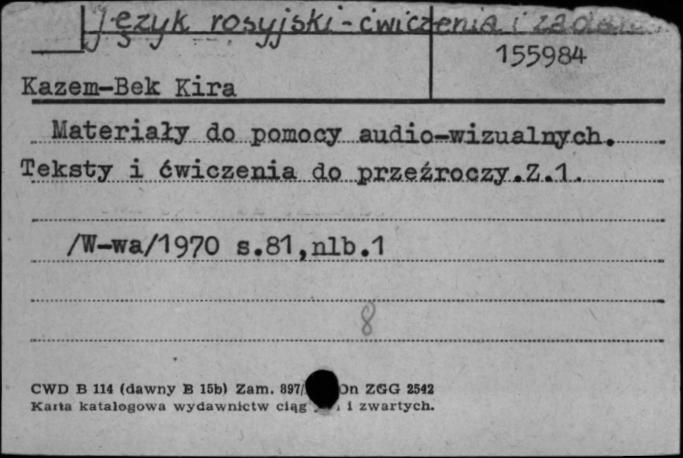 język rosyjski - ćwiczenia i
155984
Kazem-Bek Kira
Materiały do pomocy audio-wizualnych.
Teksty i ćwiczenia do przeźroczy.Z.1.
/W-wa/1970 s.81,nlb.1
8
CWD B 114 (dawny B 15b) Zam. 897/ ZGG 2542
Karta katalogowa wydawnictw ciąg i zwartych.